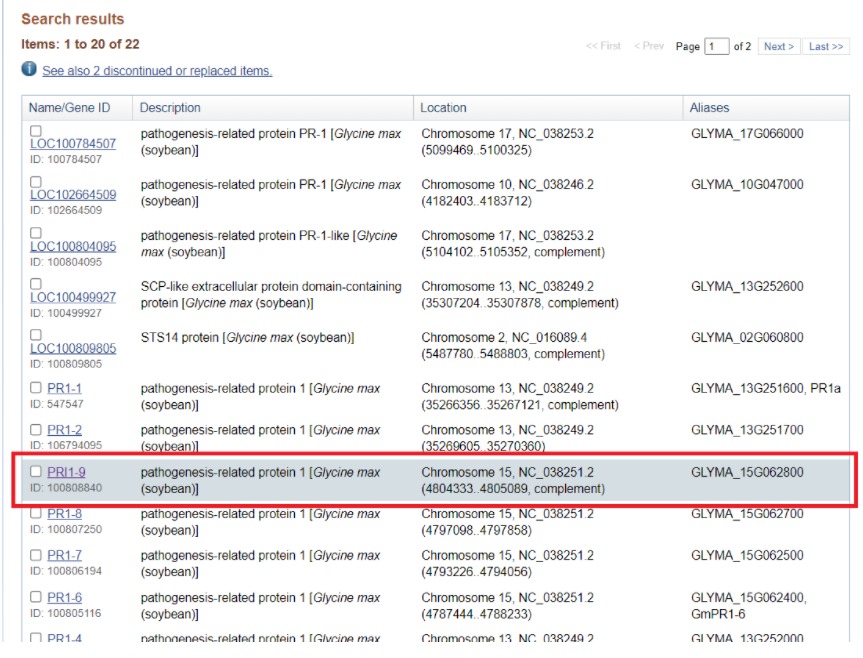 Search results
Items: 1 to 20 of 22
<< First < Prev Page 1 of 2 Next > Last >>
See also 2 discontinued or replaced items.
Name/Gene ID Description Location Aliases
LOC100784507
ID: 100784507
pathogenesis-related protein PR-1 [Glycine max
(soybean)]
Chromosome 17, NC_038253.2
(5099469..5100325)
GLYMA_17G066000
LOC102664509
ID: 102664509
pathogenesis-related protein PR-1 [Glycine max
(soybean)]
Chromosome 10, NC_038246.2
(4182403..4183712)
GLYMA_10G047000
LOC100804095
ID: 100804095
pathogenesis-related protein PR-1-like [Glycine
max (soybean)]
Chromosome 17, NC_038253.2
(5104102..5105352, complement)
LOC100499927
ID: 100499927
SCP-like extracellular protein domain-containing
protein [Glycine max (soybean)]
Chromosome 13, NC_038249.2
(35307204..35307878, complement)
GLYMA_13G252600
LOC100809805
ID: 100809805
STS14 protein [Glycine max (soybean)]
Chromosome 2, NC_016089.4
(5487780..5488803, complement)
GLYMA_02G060800
PR1-1
ID: 547547
pathogenesis-related protein 1 [Glycine max
(soybean)]
Chromosome 13, NC_038249.2
(35266356..35267121, complement)
GLYMA_13G251600, PR1a
PR1-2
ID: 106794095
pathogenesis-related protein 1 [Glycine max
(soybean)]
Chromosome 13, NC_038249.2
(35269605..35270360)
GLYMA_13G251700
PRI1-9
ID: 100808840
pathogenesis-related protein 1 [Glycine max
(soybean)]
Chromosome 15, NC_038251.2
(4804333..4805089, complement)
GLYMA_15G062800
PR1-8
ID: 100807250
pathogenesis-related protein 1 [Glycine max
(soybean)]
Chromosome 15, NC_038251.2
(4797098..4797858)
GLYMA_15G062700
PR1-7
ID: 100806194
pathogenesis-related protein 1 [Glycine max
(soybean)]
Chromosome 15, NC_038251.2
(4793226..4794056)
GLYMA_15G062500
PR1-6
ID: 100805116
pathogenesis-related protein 1 [Glycine max
(soybean)]
Chromosome 15, NC_038251.2
(4787444..4788233)
GLYMA_15G062400,
GmPR1-6
PR1-4
pathogenesis-related protein 1 [Glycine max
Chromosome 13, NC_038249.2
GLYMA_13G252000